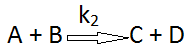 k₂
A + B ⟹ C + D